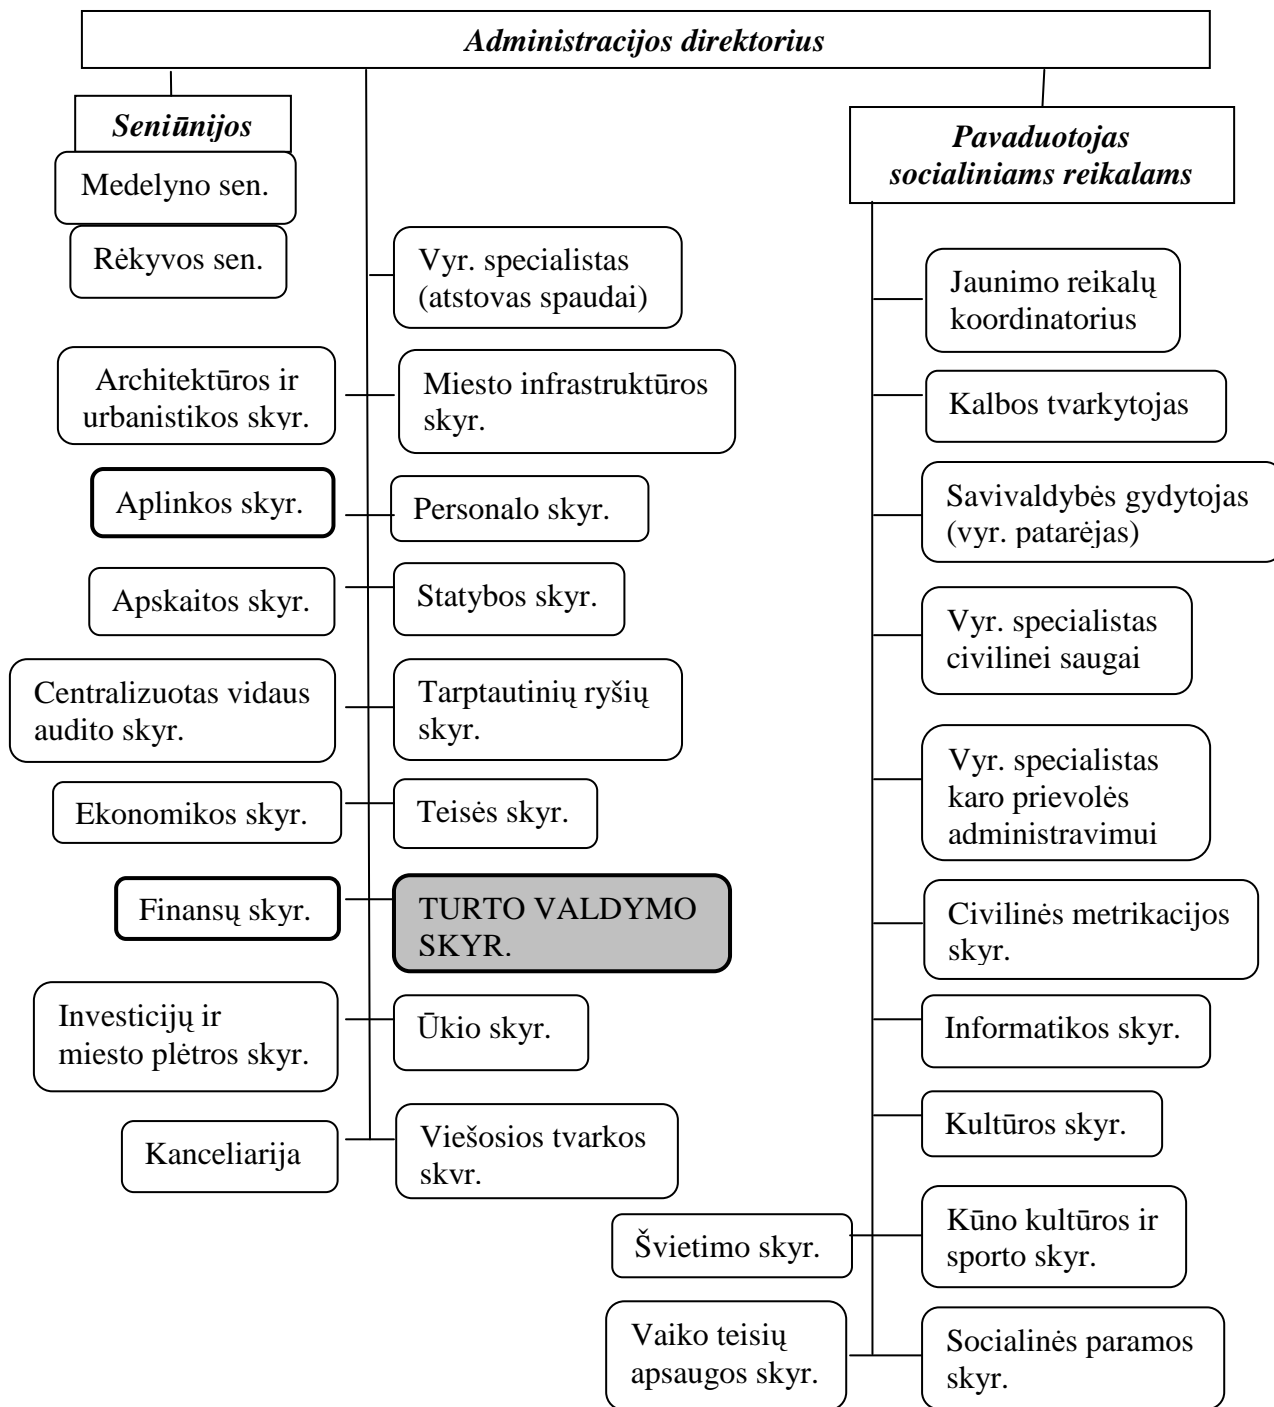 Administracijos direktorius
Seniūnijos
Medelyno sen.
Rėkyvos sen.
Architektūros ir
urbanistikos skyr.
Aplinkos skyr.
Apskaitos skyr.
Centralizuotas vidaus
audito skyr.
Ekonomikos skyr.
Finansų skyr.
Investicijų ir
miesto plėtros skyr.
Kanceliarija
Vyr. specialistas
(atstovas spaudai)
Miesto infrastruktūros
skyr.
Personalo skyr.
Statybos skyr.
Tarptautinių ryšių
skyr.
Teisės skyr.
TURTO VALDYMO
SKYR.
Ūkio skyr.
Viešosios tvarkos
skyr.
Pavaduotojas
socialiniams reikalams
Jaunimo reikalų
koordinatorius
Kalbos tvarkytojas
Savivaldybės gydytojas
(vyr. patarėjas)
Vyr. specialistas
civilinei saugai
Vyr. specialistas
karo prievolės
administravimui
Civilinės metrikacijos
skyr.
Informatikos skyr.
Kultūros skyr.
Kūno kultūros ir
sporto skyr.
Švietimo skyr.
Vaiko teisių
apsaugos skyr.
Socialinės paramos
skyr.